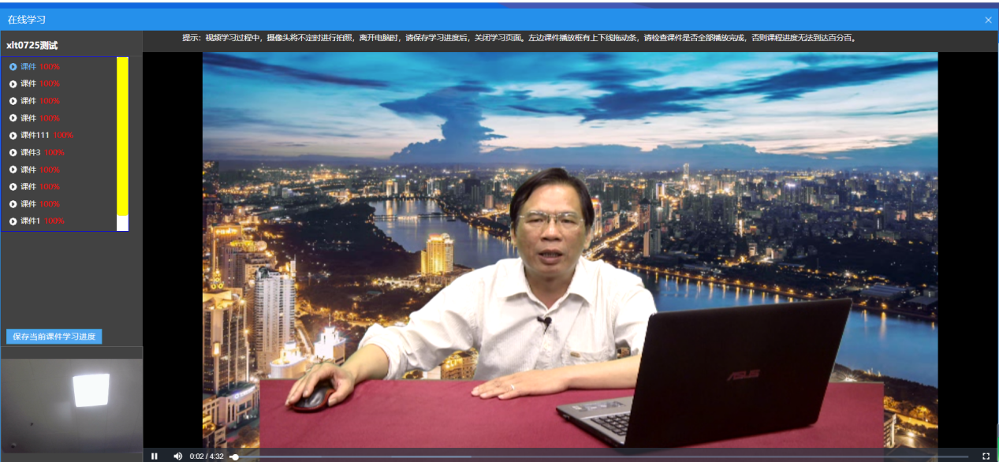 在线学习
xlt0725测试
提示：视频学习过程中，摄像头将不定时进行拍照，离开电脑时，请保存学习进度后，关闭学习页面。左边课件播放框有上下线拖动条，请检查课件是否全部播放完成，否则课程进度无法到达百分百。
课件 100%
课件 100%
课件 100%
课件 100%
课件111 100%
课件3 100%
课件 100%
课件 100%
课件 100%
课件1 100%
保存当前课件学习进度
ASUS
0:02 / 4:32